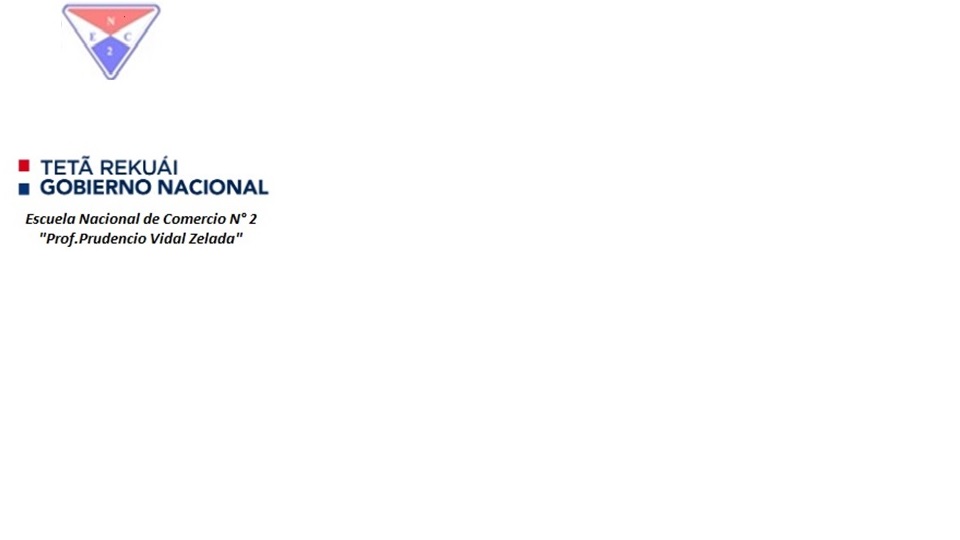 N
E C
2
TETÃ REKUÁI
GOBIERNO NACIONAL
Escuela Nacional de Comercio N° 2
"Prof.Prudencio Vidal Zelada"